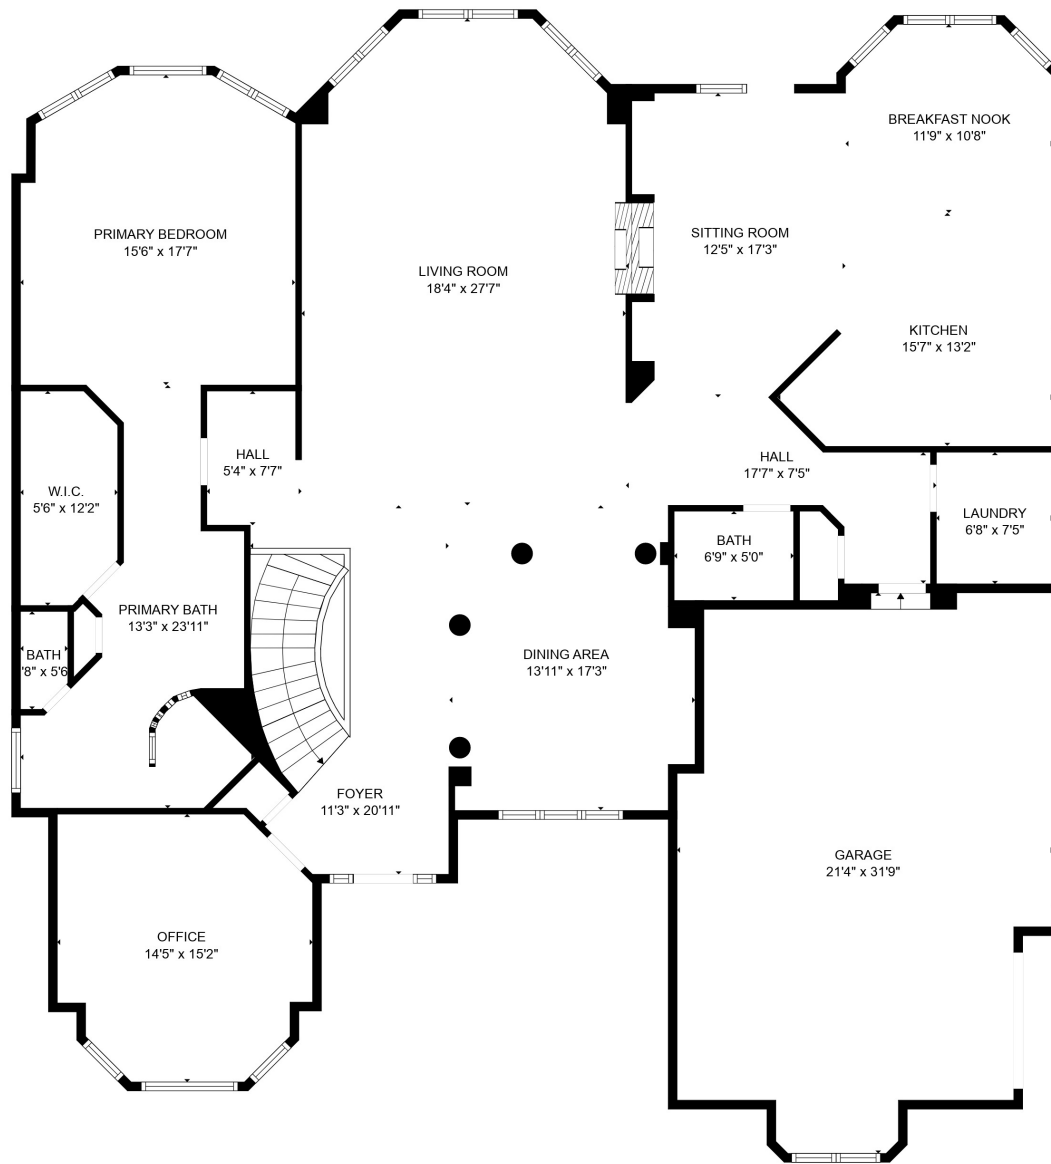 BREAKFAST NOOK
11'9" x 10'8"
PRIMARY BEDROOM
15'6" x 17'7"
SITTING ROOM
12'5" x 17'3"
LIVING ROOM
18'4" x 27'7"
KITCHEN
15'7" x 13'2"
HALL
5'4" x 7'7"
HALL
17'7" x 7'5"
W.I.C.
5'6" x 12'2"
LAUNDRY
6'8" x 7'5"
BATH
6'9" x 5'0"
PRIMARY BATH
13'3" x 23'11"
BATH
'8" x 5'6
DINING AREA
13'11" x 17'3"
FOYER
11'3" x 20'11"
GARAGE
21'4" x 31'9"
OFFICE
14'5" x 15'2"